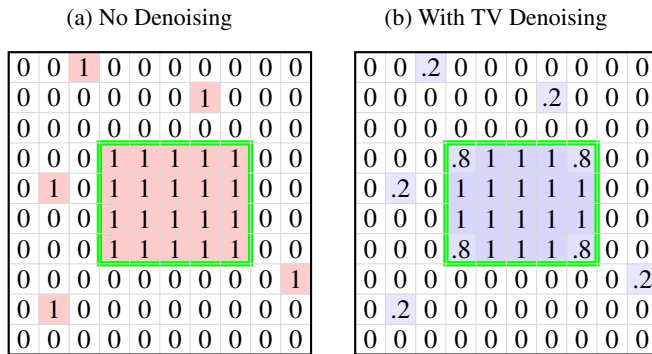 (a) No Denoising
0 0 1 0 0 0 0 0 0 0
0 0 0 0 0 0 1 0 0 0
0 0 0 0 0 0 0 0 0 0
0 0 0 1 1 1 1 1 0 0
0 1 0 1 1 1 1 1 0 0
0 0 0 1 1 1 1 1 0 0
0 0 0 1 1 1 1 1 0 0
0 0 0 0 0 0 0 0 0 1
0 1 0 0 0 0 0 0 0 0
0 0 0 0 0 0 0 0 0 0
(b) With TV Denoising
0 0 .2 0 0 0 0 0 0 0
0 0 0 0 0 0 .2 0 0 0
0 0 0 0 0 0 0 0 0 0
0 0 0 .8 1 1 1 .8 0 0
0 .2 0 1 1 1 1 1 0 0
0 0 0 1 1 1 1 1 0 0
0 0 0 .8 1 1 1 .8 0 0
0 0 0 0 0 0 0 0 0 .2
0 .2 0 0 0 0 0 0 0 0
0 0 0 0 0 0 0 0 0 0